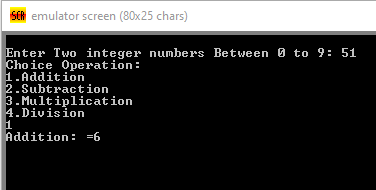 SCR
emulator screen (80x25 chars)
Enter Two integer numbers Between 0 to 9: 51
Choice Operation:
1.Addition
2.Subtraction
3.Multiplication
4.Division
1
Addition: =6